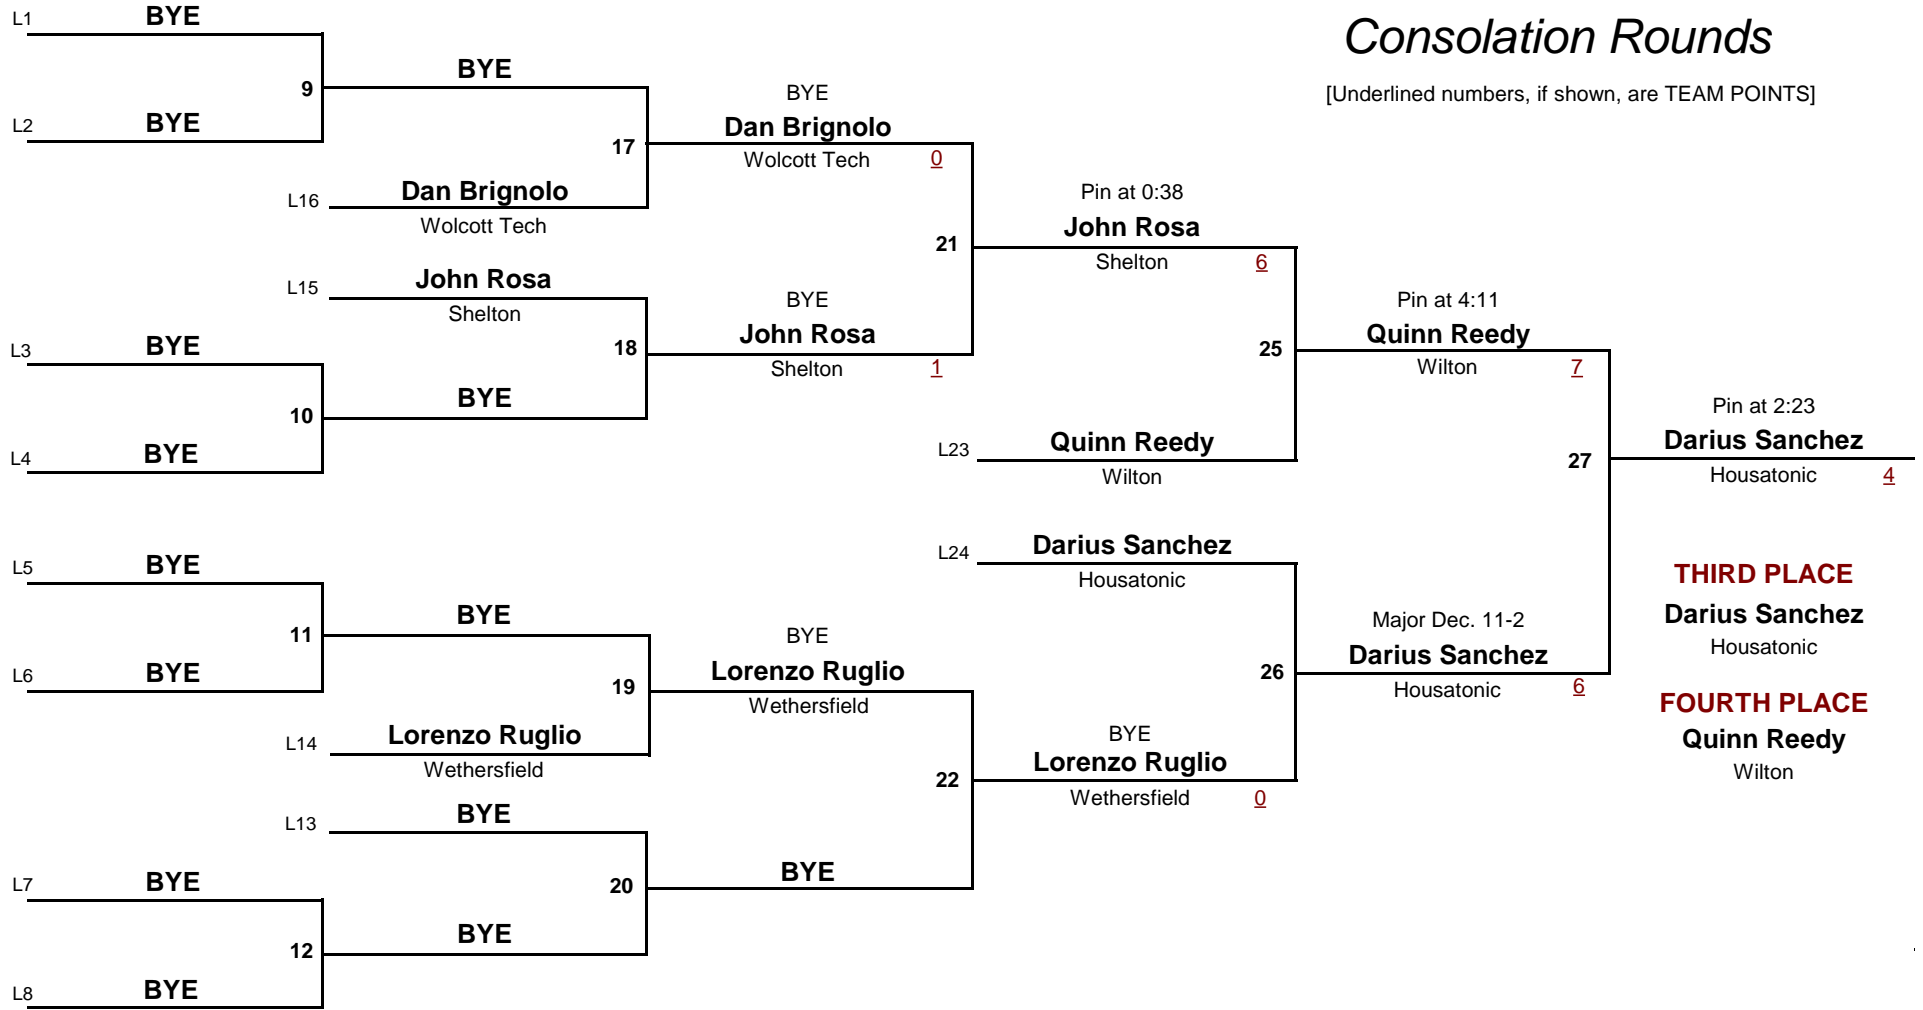 Consolation Rounds
[Underlined numbers, if shown, are TEAM POINTS]
L1 BYE
9
L2 BYE
BYE
17
L16 Dan Brignolo
Wolcott Tech
BYE
Dan Brignolo
Wolcott Tech 0
21
L15 John Rosa
Shelton
18
L3 BYE
10
L4 BYE
BYE
BYE
John Rosa
Shelton 1
Pin at 0:38
John Rosa
Shelton 6
25
L23 Quinn Reedy
Wilton
Pin at 4:11
Quinn Reedy
Wilton 7
27
Pin at 2:23
Darius Sanchez
Housatonic 4
L5 BYE
11
L6 BYE
BYE
19
L14 Lorenzo Ruglio
Wethersfield
BYE
Lorenzo Ruglio
Wethersfield
22
L13 BYE
20
L7 BYE
12
L8 BYE
BYE
BYE
L24 Darius Sanchez
Housatonic
26
BYE
Lorenzo Ruglio
Wethersfield 0
Major Dec. 11-2
Darius Sanchez
Housatonic 6
THIRD PLACE
Darius Sanchez
Housatonic
FOURTH PLACE
Quinn Reedy
Wilton